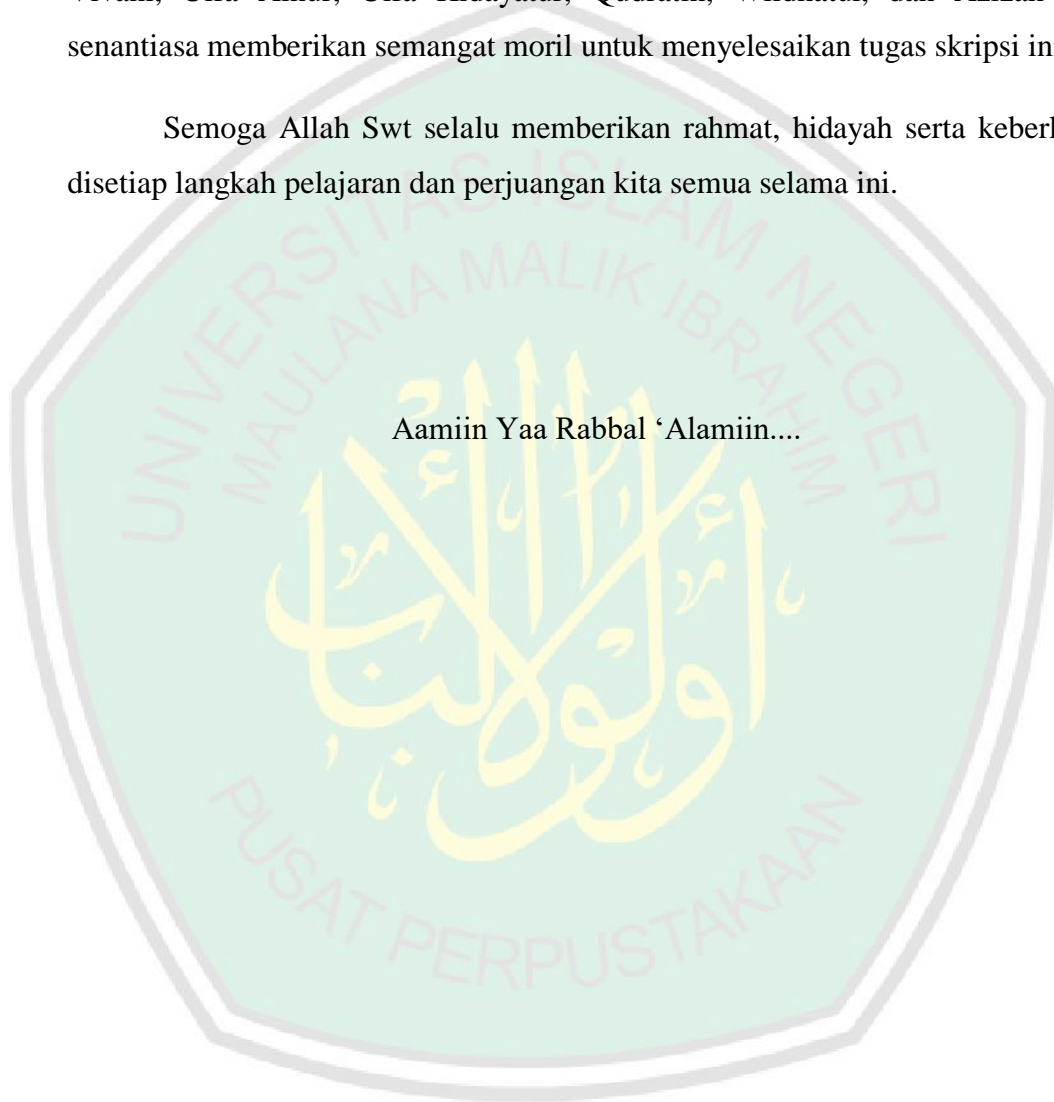 senantiasa memberikan semangat moril untuk menyelesaikan tugas skripsi ini
Semoga Allah Swt selalu memberikan rahmat, hidayah serta
disetiap langkah pelajaran dan perjuangan kita semua selama ini.
UNIVERSITAS ISLAM NEGERI
MAULANA MALIK IBRAHIM
Aamiin Yaa Rabbal ‘Alamiin....
أولو الألباب
PUSAT PERPUSTAKAAN